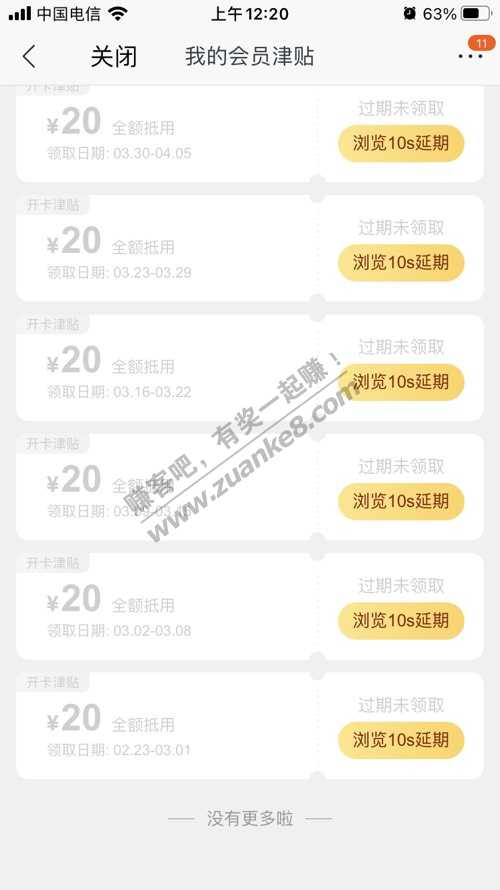 中国电信
上午12:20
63%
关闭
我的会员津贴
11
开卡津贴
¥20 全额抵用
领取日期: 03.30-04.05
过期未领取
浏览10s延期
开卡津贴
¥20 全额抵用
领取日期: 03.23-03.29
过期未领取
浏览10s延期
开卡津贴
¥20 全额抵用
领取日期: 03.16-03.22
过期未领取
浏览10s延期
开卡津贴
¥20 全额抵用
领取日期:
过期未领取
浏览10s延期
开卡津贴
¥20 全额抵用
领取日期: 03.02-03.08
过期未领取
浏览10s延期
开卡津贴
¥20 全额抵用
领取日期: 02.23-03.01
过期未领取
浏览10s延期
没有更多啦
赚客吧，有奖一起赚！
www.zuanke8.com